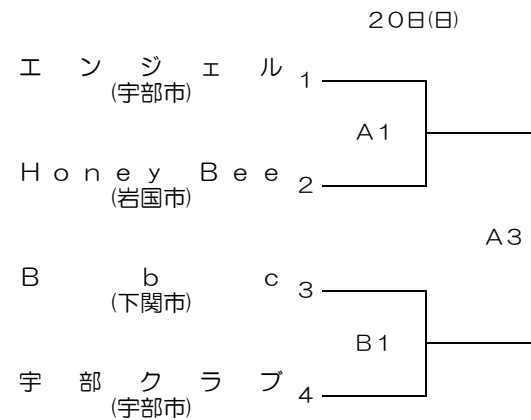 20日(日)
エンジェル 1
(宇部市)
A1
Honey Bee 2
(岩国市)
A3
Bbc 3
(下関市)
B1
宇部クラブ 4
(宇部市)